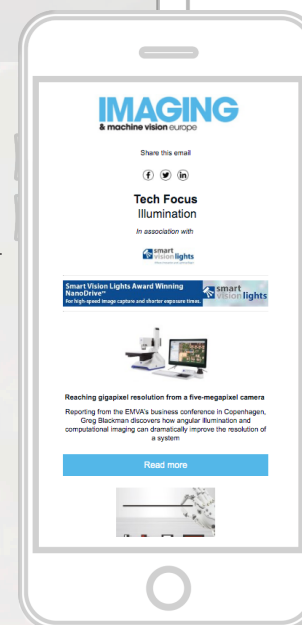 IMAGING
& machine vision europe
Share this email
Tech Focus
Illumination
In association with
smart
vision lights
Smart Vision Lights Award Winning
NanoDrive™
For high-speed image capture and shorter exposure times.
smart
vision lights
Reaching gigapixel resolution from a five-megapixel camera
Reporting from the EMVA's business conference in Copenhagen,
Greg Blackman discovers how angular illumination and
computational imaging can dramatically improve the resolution of
a system
Read more